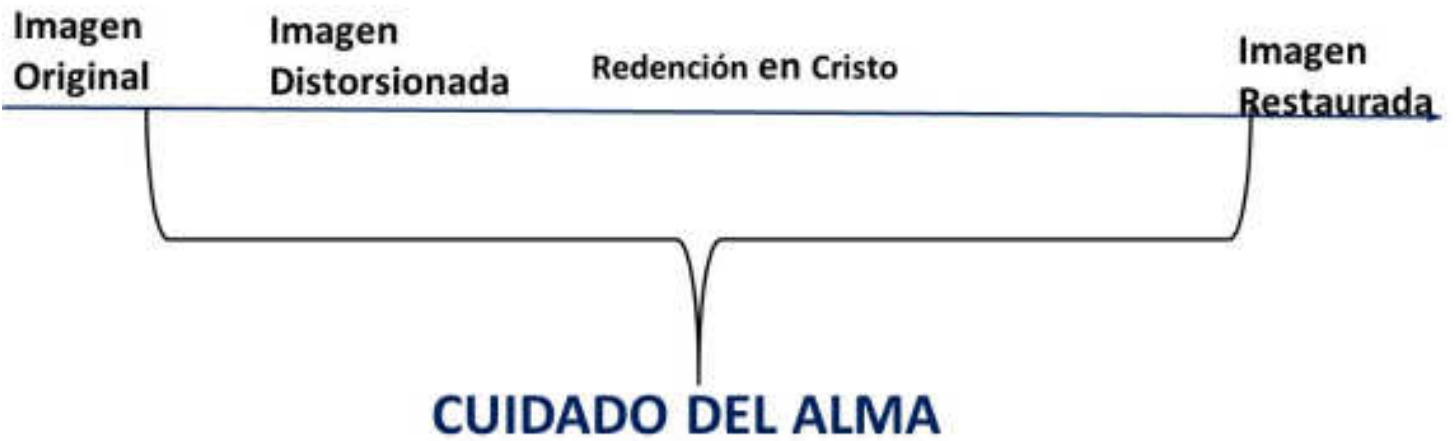 Imagen
Original
Imagen
Distorsionada
Redención en Cristo
Imagen
Restaurada
CUIDADO DEL ALMA